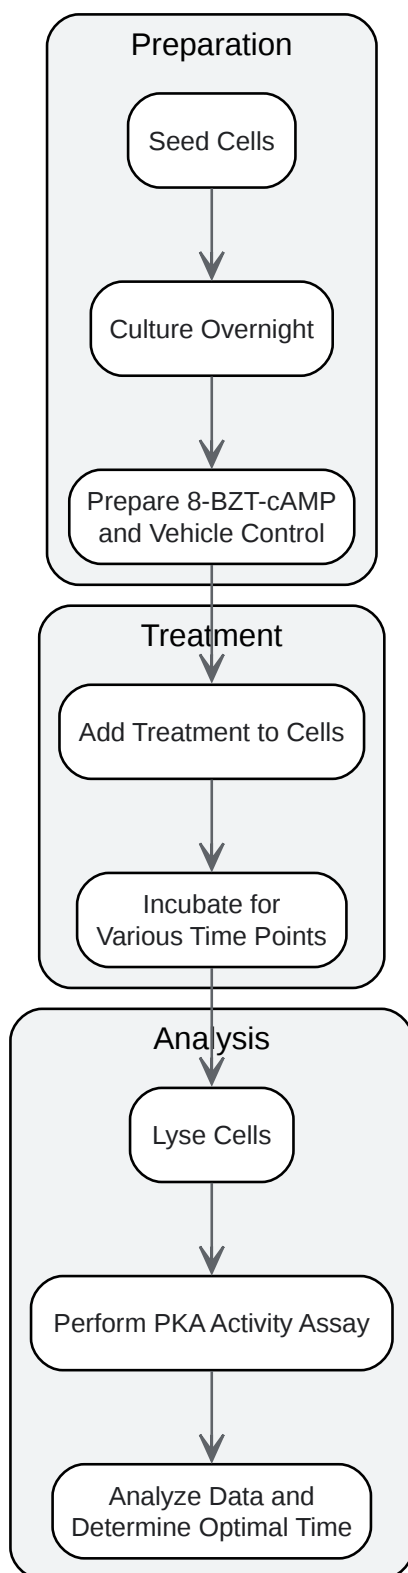 Preparation
Seed Cells
Culture Overnight
Prepare 8-BZT-cAMP
and Vehicle Control
Treatment
Add Treatment to Cells
Incubate for
Various Time Points
Analysis
Lyse Cells
Perform PKA Activity Assay
Analyze Data and
Determine Optimal Time